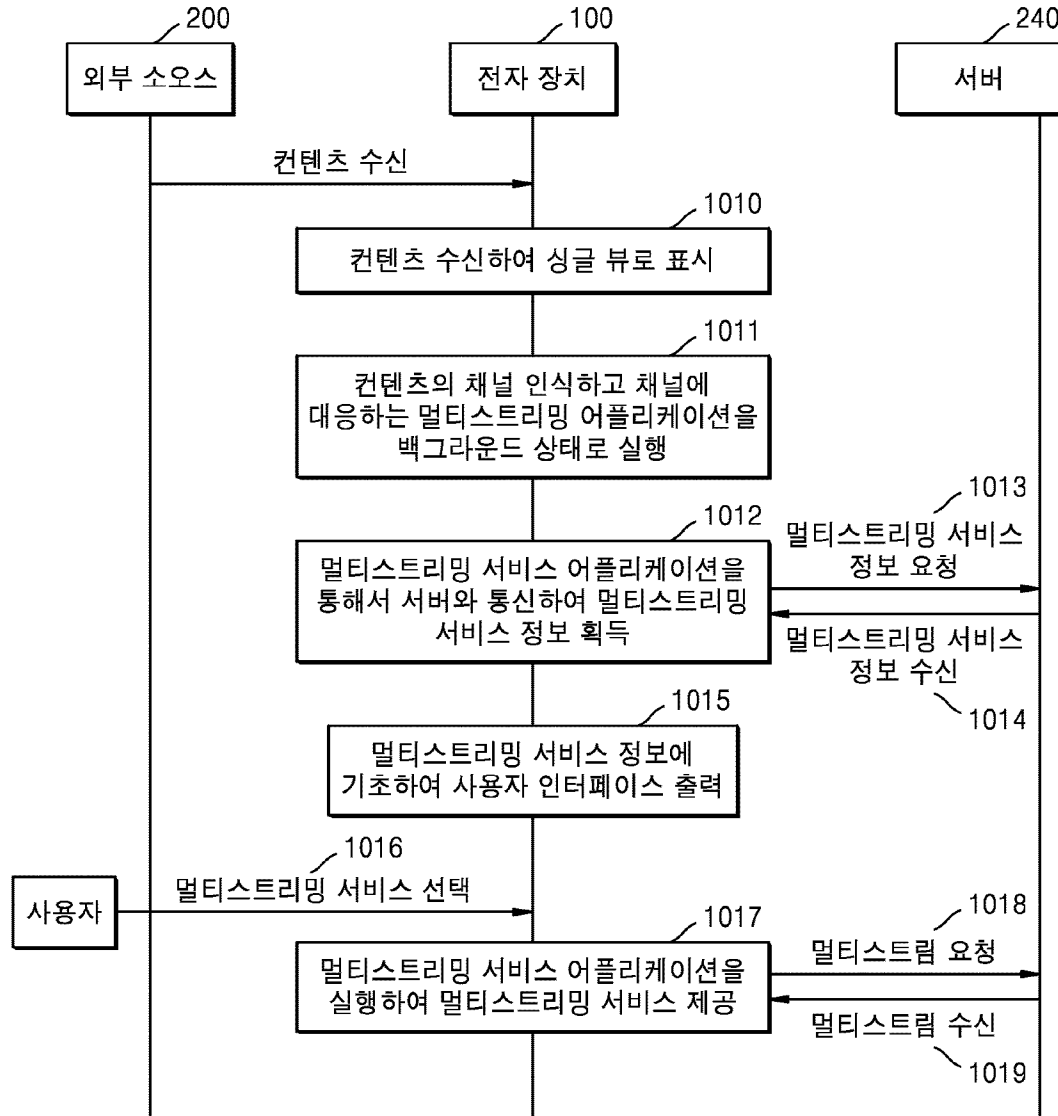 200
100
240
외부 소오스
전자 장치
서버
컨텐츠 수신
1010
컨텐츠 수신하여 싱글 뷰로 표시
1011
컨텐츠의 채널 인식하고 채널에
대응하는 멀티스트리밍 어플리케이션을
백그라운드 상태로 실행
1012
멀티스트리밍 서비스 어플리케이션을
통해서 서버와 통신하여 멀티스트리밍
서비스 정보 획득
1013
멀티스트리밍 서비스
정보 요청
멀티스트리밍 서비스
정보 수신
1014
1015
멀티스트리밍 서비스 정보에
기초하여 사용자 인터페이스 출력
1016
멀티스트리밍 서비스 선택
사용자
1017
멀티스트리밍 서비스 어플리케이션을
실행하여 멀티스트리밍 서비스 제공
1018
멀티스트림 요청
멀티스트림 수신
1019